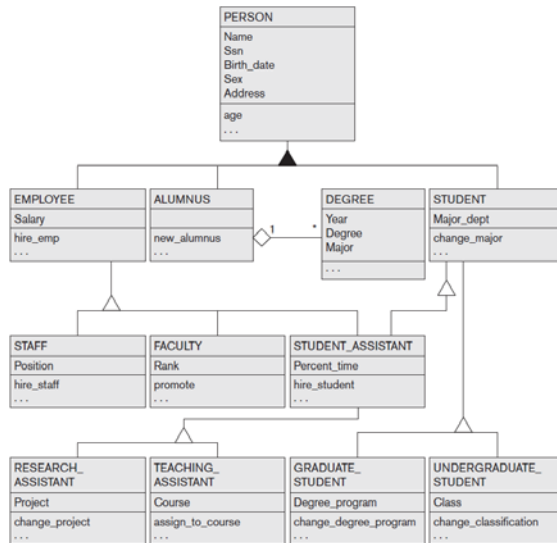 PERSON
Name
Ssn
Birth_date
Sex
Address
age
. . .
EMPLOYEE
Salary
hire_emp
. . .
ALUMNUS
new_alumnus
. . .
1
*
DEGREE
Year
Degree
Major
. . .
STUDENT
Major_dept
change_major
. . .
STAFF
Position
hire_staff
. . .
FACULTY
Rank
promote
. . .
STUDENT_ASSISTANT
Percent_time
hire_student
. . .
RESEARCH_
ASSISTANT
Project
change_project
. . .
TEACHING_
ASSISTANT
Course
assign_to_course
. . .
GRADUATE_
STUDENT
Degree_program
change_degree_program
. . .
UNDERGRADUATE_
STUDENT
Class
change_classification
. . .